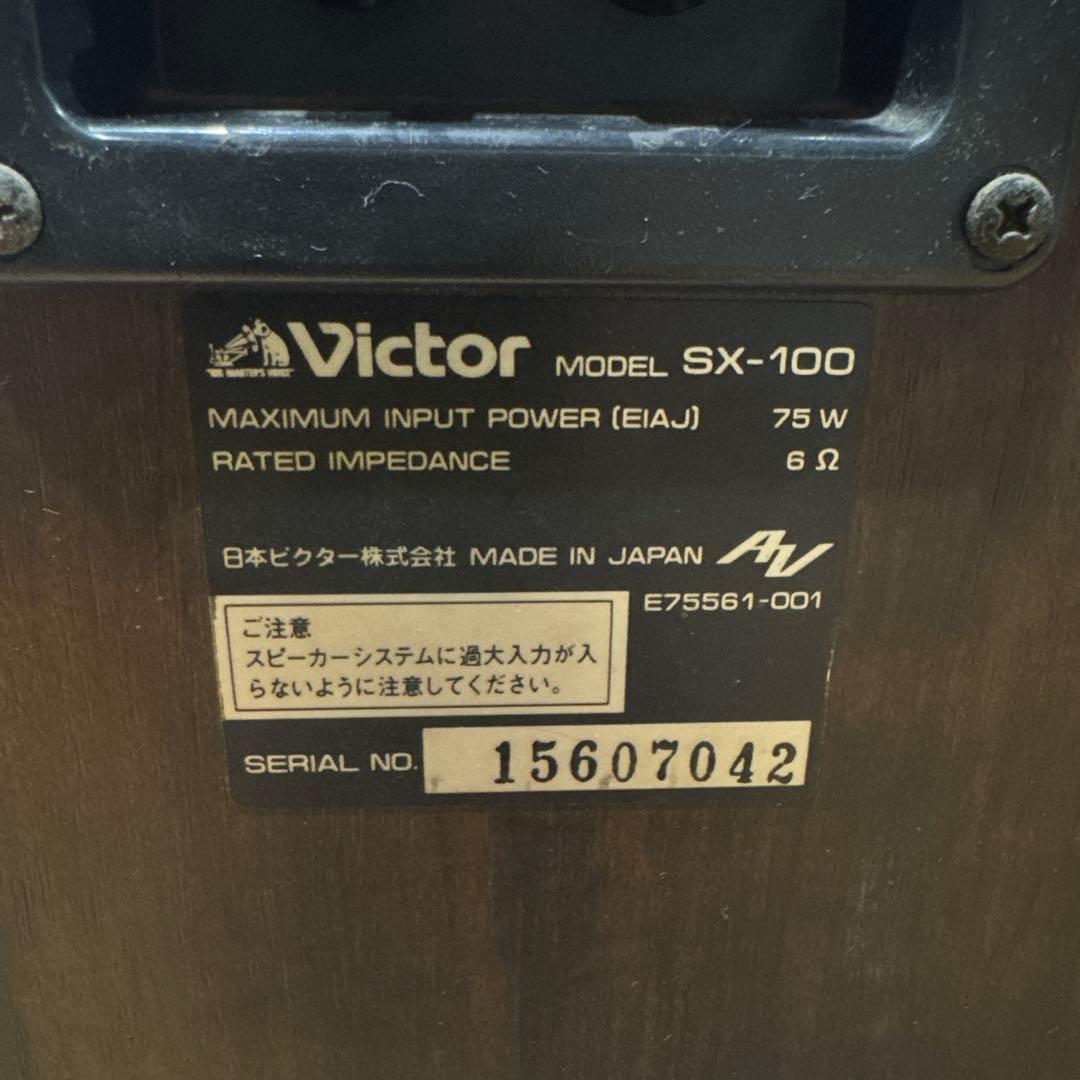 Victor MODEL SX-100
"HIS MASTER'S VOICE"
MAXIMUM INPUT POWER (EIAJ) 75 W
RATED IMPEDANCE 6 Ω
日本ビクター株式会社 MADE IN JAPAN AV
E75561-001
ご注意
スピーカーシステムに過大入力が入
らないように注意してください。
SERIAL NO. 15607042